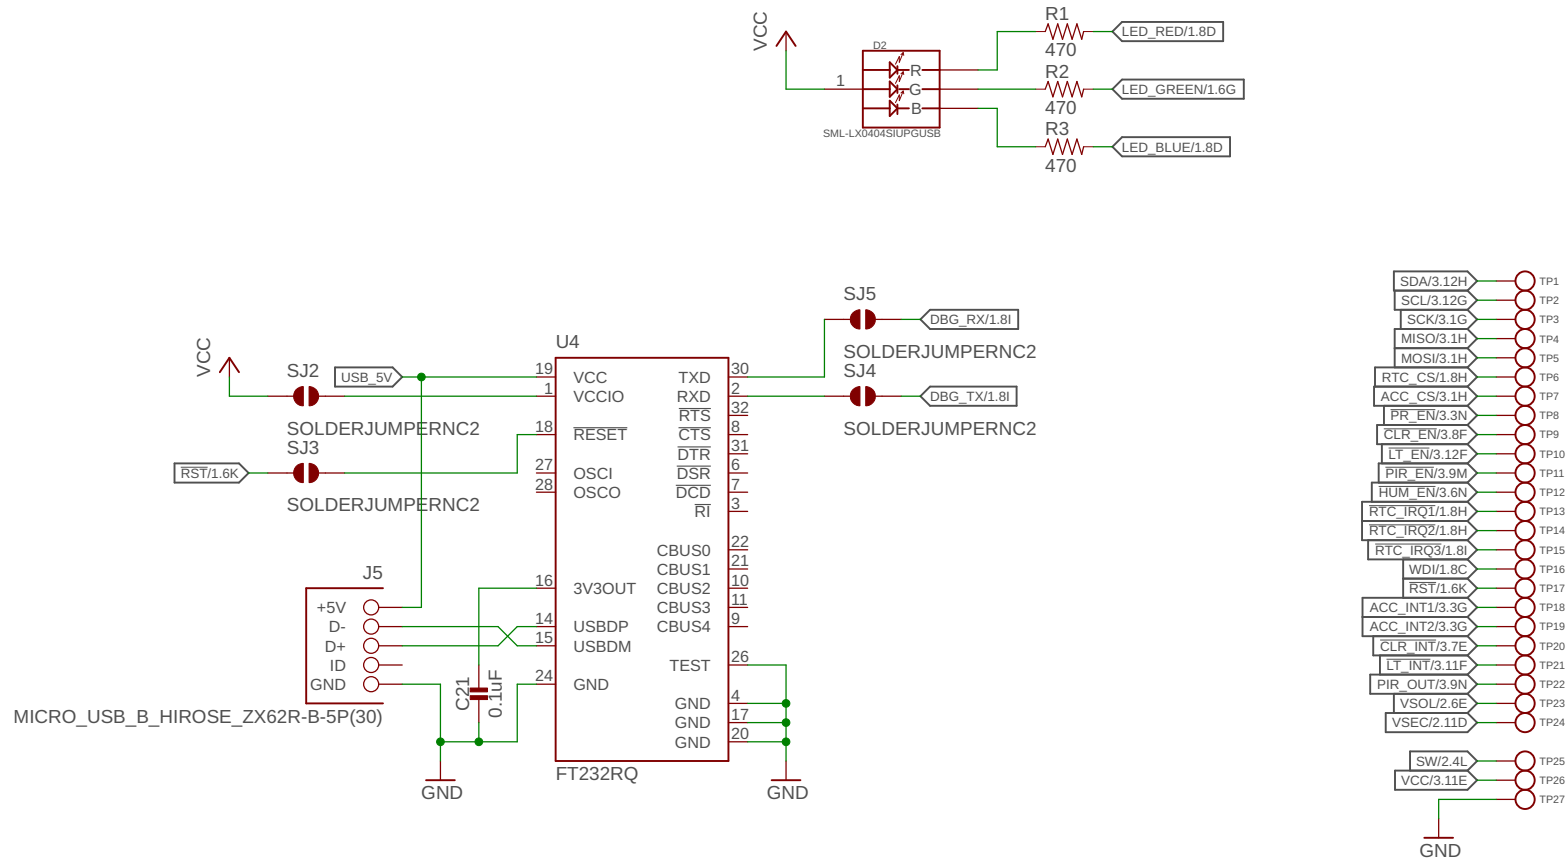 VCC
D2
1
R
G
B
SML-LX0404SIUPGUSB
R1
470
LED_RED/1.8D
R2
470
LED_GREEN/1.6G
R3
470
LED_BLUE/1.8D
VCC
SJ2
SOLDERJUMPERNC2
USB_5V
SJ3
SOLDERJUMPERNC2
RST/1.6K
J5
+5V
D-
D+
ID
GND
MICRO_USB_B_HIROSE_ZX62R-B-5P(30)
GND
C21
0.1uF
U4
19 VCC
1 VCCIO
18 RESET
27 OSCI
28 OSCO
16 3V3OUT
14 USBDP
15 USBDM
24 GND
TXD 30
RXD 2
RTS 32
CTS 8
DTR 31
DSR 6
DCD 7
RI 3
CBUS0 22
CBUS1 21
CBUS2 10
CBUS3 11
CBUS4 9
TEST 26
GND 4
GND 17
GND 20
FT232RQ
GND
SJ5
SOLDERJUMPERNC2
DBG_RX/1.8I
SJ4
SOLDERJUMPERNC2
DBG_TX/1.8I
SDA/3.12H TP1
SCL/3.12G TP2
SCK/3.1G TP3
MISO/3.1H TP4
MOSI/3.1H TP5
RTC_CS/1.8H TP6
ACC_CS/3.1H TP7
PR_EN/3.3N TP8
CLR_EN/3.8F TP9
LT_EN/3.12F TP10
PIR_EN/3.9M TP11
HUM_EN/3.6N TP12
RTC_IRQ1/1.8H TP13
RTC_IRQ2/1.8H TP14
RTC_IRQ3/1.8I TP15
WDI/1.8C TP16
RST/1.6K TP17
ACC_INT1/3.3G TP18
ACC_INT2/3.3G TP19
CLR_INT/3.7E TP20
LT_INT/3.11F TP21
PIR_OUT/3.9N TP22
VSOL/2.6E TP23
VSEC/2.11D TP24
SW/2.4L TP25
VCC/3.11E TP26
TP27
GND